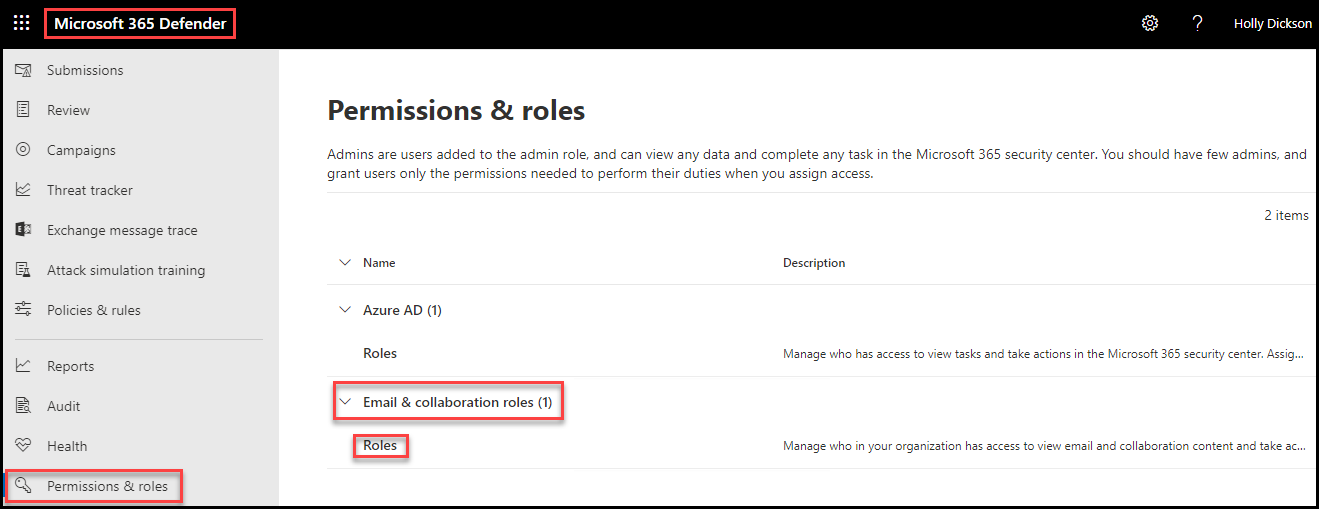 Microsoft 365 Defender
Holly Dickson
Submissions
Review
Campaigns
Threat tracker
Exchange message trace
Attack simulation training
Policies & rules
Reports
Audit
Health
Permissions & roles
Permissions & roles
Admins are users added to the admin role, and can view any data and complete any task in the Microsoft 365 security center. You should have few admins, and
grant users only the permissions needed to perform their duties when you assign access.
2 items
Name Description
Azure AD (1)
Roles Manage who has access to view tasks and take actions in the Microsoft 365 security center. Assig...
Email & collaboration roles (1)
Roles Manage who in your organization has access to view email and collaboration content and take ac...